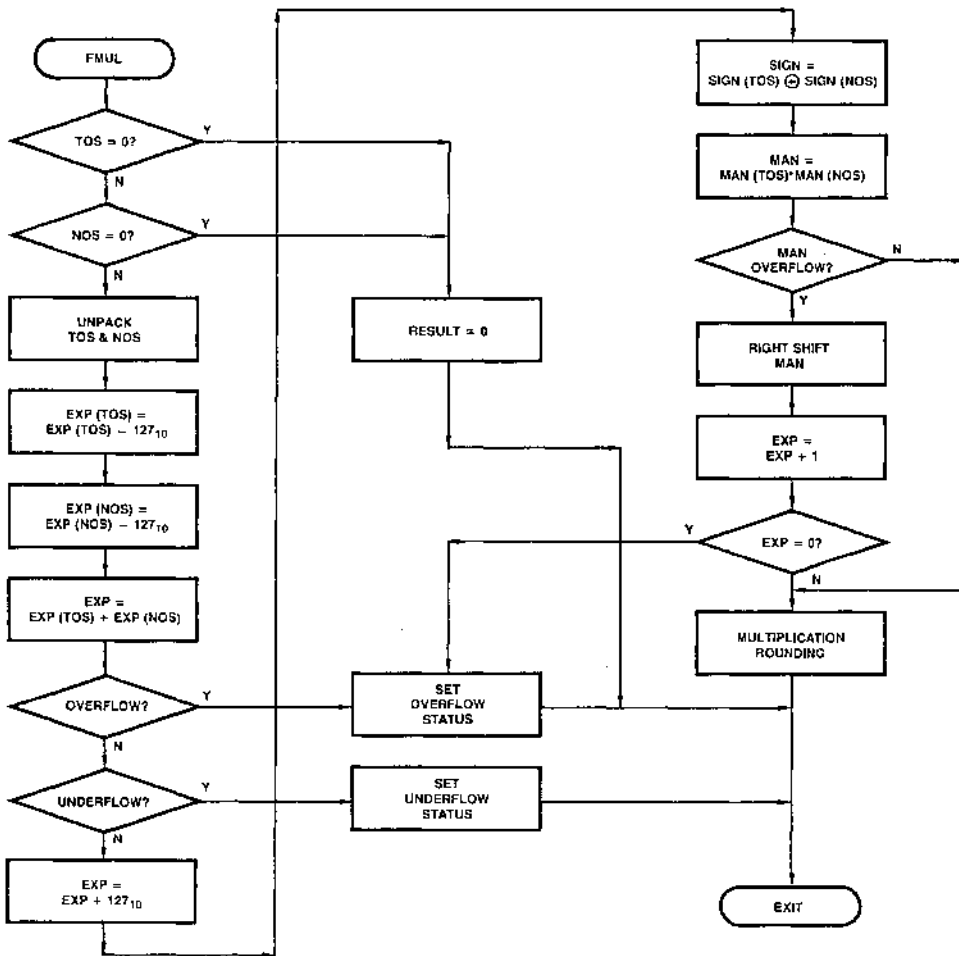 FMUL
TOS = 0?
Y
N
NOS = 0?
Y
N
UNPACK
TOS & NOS
EXP (TOS) =
EXP (TOS) – 127₁₀
EXP (NOS) =
EXP (NOS) – 127₁₀
EXP =
EXP (TOS) + EXP (NOS)
OVERFLOW?
Y
N
UNDERFLOW?
Y
N
EXP =
EXP + 127₁₀
RESULT = 0
SET
OVERFLOW
STATUS
SET
UNDERFLOW
STATUS
SIGN =
SIGN (TOS) ⊕ SIGN (NOS)
MAN =
MAN (TOS)*MAN (NOS)
MAN
OVERFLOW?
N
Y
RIGHT SHIFT
MAN
EXP =
EXP + 1
EXP = 0?
Y
N
MULTIPLICATION
ROUNDING
EXIT